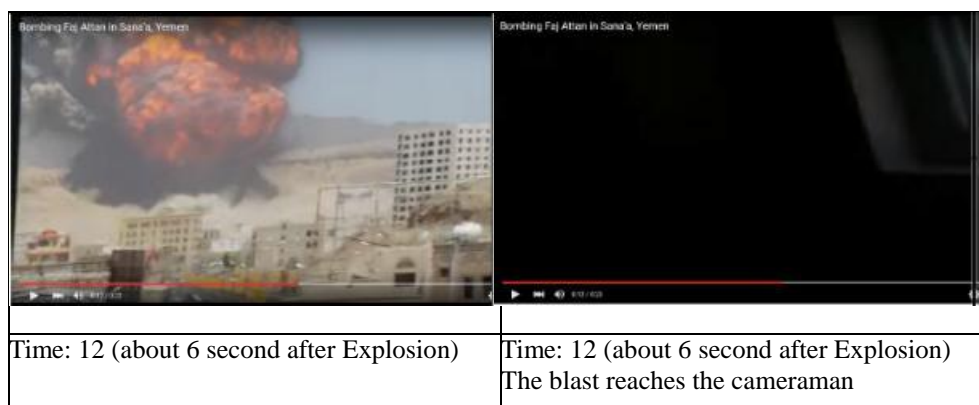 Bombing Faj Attan in Sana'a, Yemen
Bombing Faj Attan in Sana'a, Yemen
Time: 12 (about 6 second after Explosion)
Time: 12 (about 6 second after Explosion)
The blast reaches the cameraman